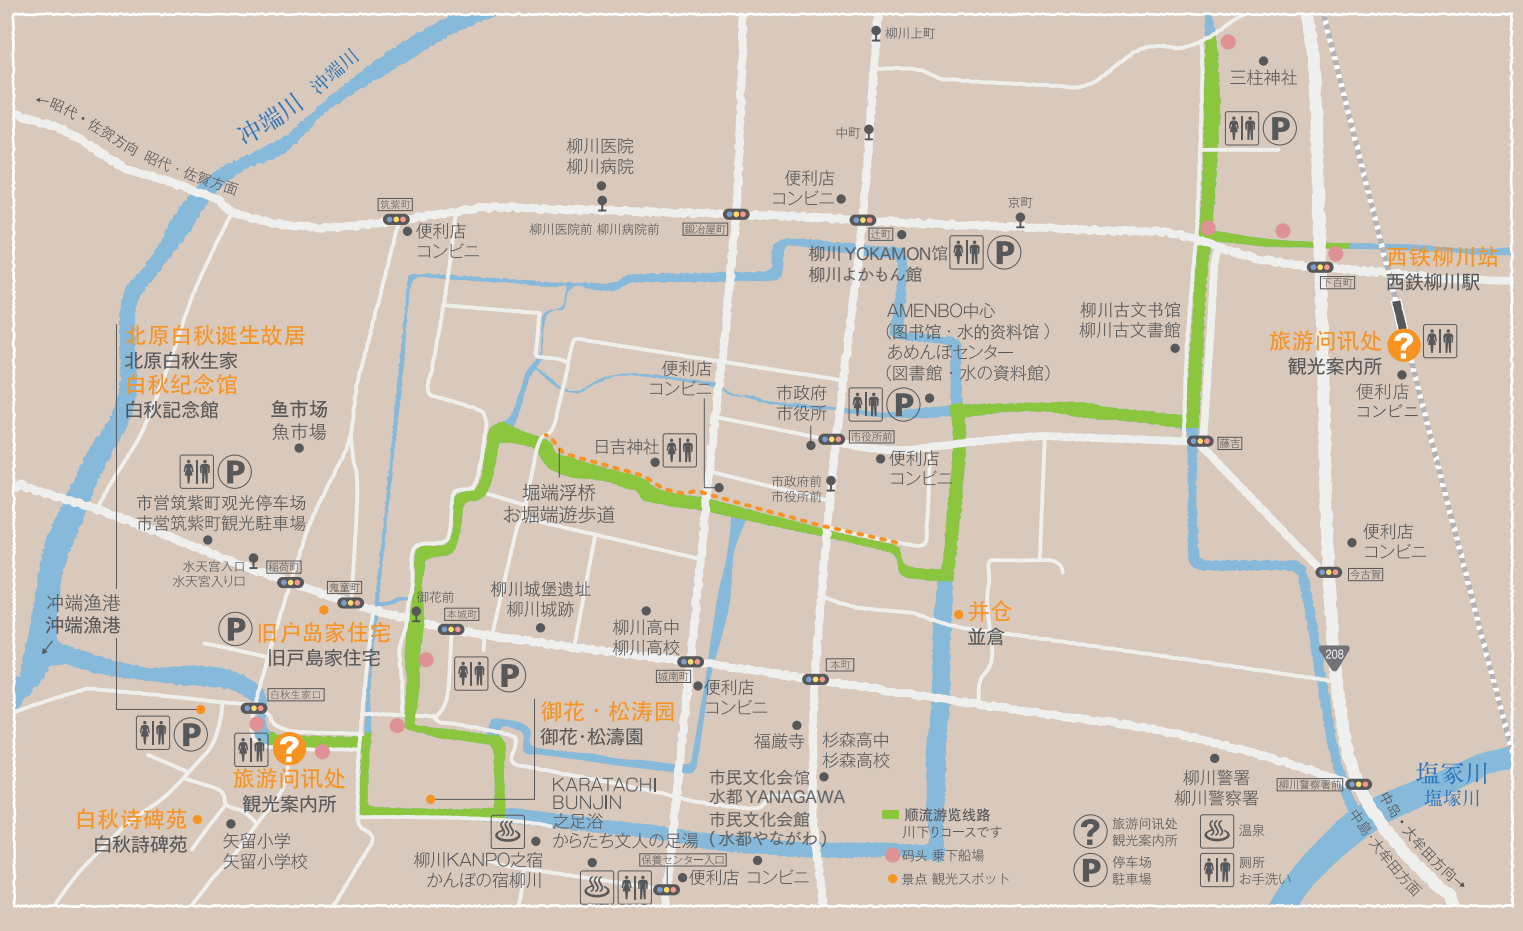 柳川上町
三柱神社
冲端川 沖端川
←昭代・佐贺方向 昭代・佐賀方面
中町
柳川医院
柳川病院
便利店
コンビニ
筑紫町
京町
便利店
コンビニ
柳川医院前 柳川病院前
鍛冶屋町
辻町
柳川 YOKAMON馆
柳川よかもん館
西铁柳川站
西鉄柳川駅
下百町
AMENBO中心
（图书馆・水的资料馆 ）
あめんぼセンター
（図書館・水の資料館）
柳川古文书馆
柳川古文書館
北原白秋诞生故居
北原白秋生家
白秋纪念馆
白秋記念館
旅游问讯处
観光案内所
便利店
コンビニ
便利店
コンビニ
市政府
市役所
鱼市场
魚市場
日吉神社
市役所前
藤吉
便利店
コンビニ
市政府前
市役所前
堀端浮桥
お堀端遊歩道
市営筑紫町观光停车场
市営筑紫町観光駐車場
便利店
コンビニ
水天宮入口
水天宮入り口
稲荷町
今古賀
鬼童町
柳川城堡遗址
柳川城跡
御花前
冲端渔港
沖端漁港
本城町
并仓
並倉
旧户岛家住宅
旧戸島家住宅
柳川高中
柳川高校
208
本町
城南町
白秋生家口
便利店
コンビニ
御花・松涛园
御花・松濤園
福厳寺
杉森高中
杉森高校
旅游问讯处
観光案内所
KARATACHI
BUNJIN
之足浴
からたち文人の足湯
市民文化会馆
水都 YANAGAWA
市民文化会館
（水都やながわ）
柳川警署
柳川警察署
柳川警察署前
塩冢川
塩塚川
中岛・大牟田方向→
中島・大牟田方面
白秋诗碑苑
白秋詩碑苑
矢留小学
矢留小学校
柳川KANPO之宿
かんぽの宿柳川
保養センター入口
便利店 コンビニ
顺流游览线路
川下りコースです
码头 乗下船場
景点 観光スポット
旅游问讯处
観光案内所
温泉
停车场
駐車場
厕所
お手洗い